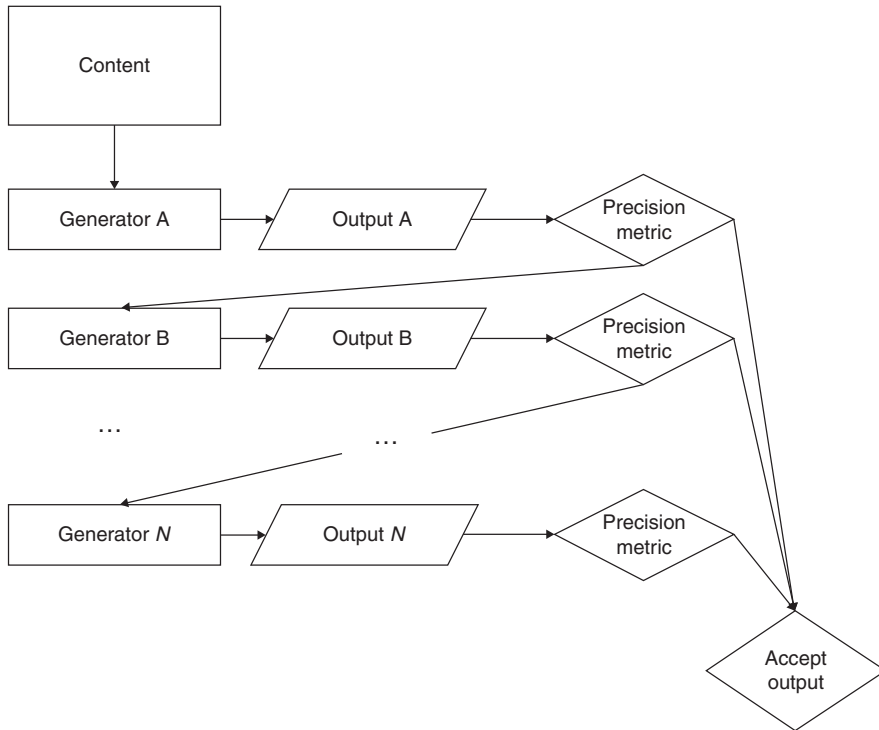 Content
Generator A
Output A
Precision
metric
Generator B
Output B
Precision
metric
...
...
Generator N
Output N
Precision
metric
Accept
output